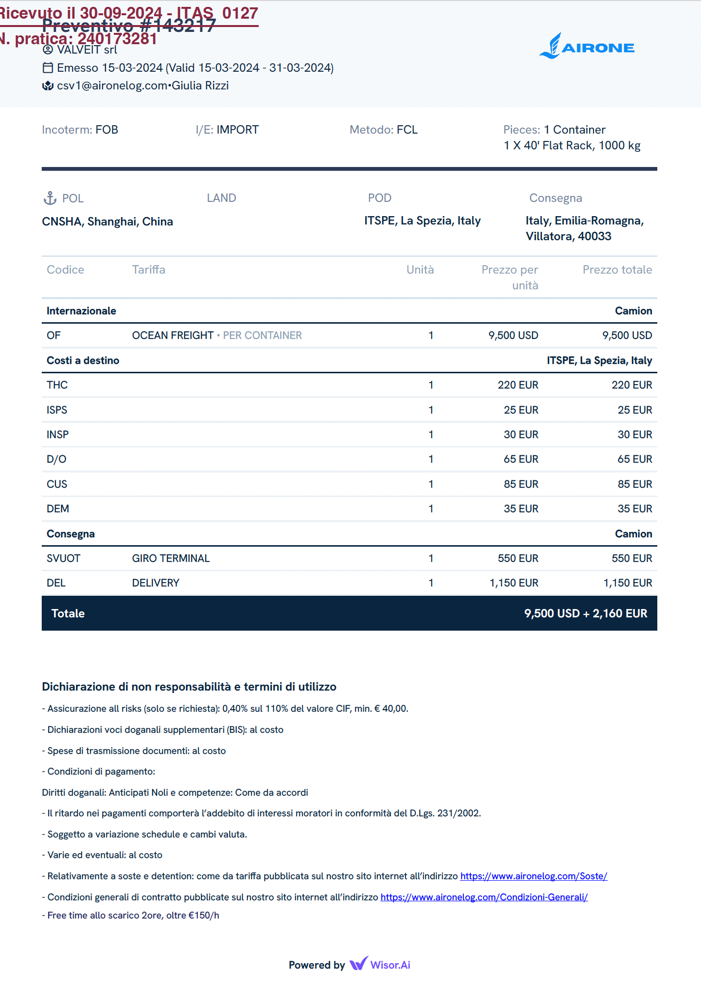 Ricevuto il 30-09-2024 - ITAS_0127
Preventivo #143217
N. pratica: 240173281
VALVEIT srl
AIRONE
Emesso 15-03-2024 (Valid 15-03-2024 - 31-03-2024)
csv1@aironelog.com•Giulia Rizzi
Incoterm: FOB I/E: IMPORT Metodo: FCL Pieces: 1 Container
1 X 40' Flat Rack, 1000 kg
POL LAND POD Consegna
CNSHA, Shanghai, China ITSPE, La Spezia, Italy Italy, Emilia-Romagna,
Villatora, 40033
Codice Tariffa Unità Prezzo per Prezzo totale
unità
Internazionale Camion
OF OCEAN FREIGHT • PER CONTAINER 1 9,500 USD 9,500 USD
Costi a destino ITSPE, La Spezia, Italy
THC 1 220 EUR 220 EUR
ISPS 1 25 EUR 25 EUR
INSP 1 30 EUR 30 EUR
D/O 1 65 EUR 65 EUR
CUS 1 85 EUR 85 EUR
DEM 1 35 EUR 35 EUR
Consegna Camion
SVUOT GIRO TERMINAL 1 550 EUR 550 EUR
DEL DELIVERY 1 1,150 EUR 1,150 EUR
Totale 9,500 USD + 2,160 EUR
Dichiarazione di non responsabilità e termini di utilizzo
- Assicurazione all risks (solo se richiesta): 0,40% sul 110% del valore CIF, min. € 40,00.
- Dichiarazioni voci doganali supplementari (BIS): al costo
- Spese di trasmissione documenti: al costo
- Condizioni di pagamento:
Diritti doganali: Anticipati Noli e competenze: Come da accordi
- Il ritardo nei pagamenti comporterà l’addebito di interessi moratori in conformità del D.Lgs. 231/2002.
- Soggetto a variazione schedule e cambi valuta.
- Varie ed eventuali: al costo
- Relativamente a soste e detention: come da tariffa pubblicata sul nostro sito internet all’indirizzo https://www.aironelog.com/Soste/
- Condizioni generali di contratto pubblicate sul nostro sito internet all’indirizzo https://www.aironelog.com/Condizioni-Generali/
- Free time allo scarico 2ore, oltre €150/h
Powered by Wisor.Ai